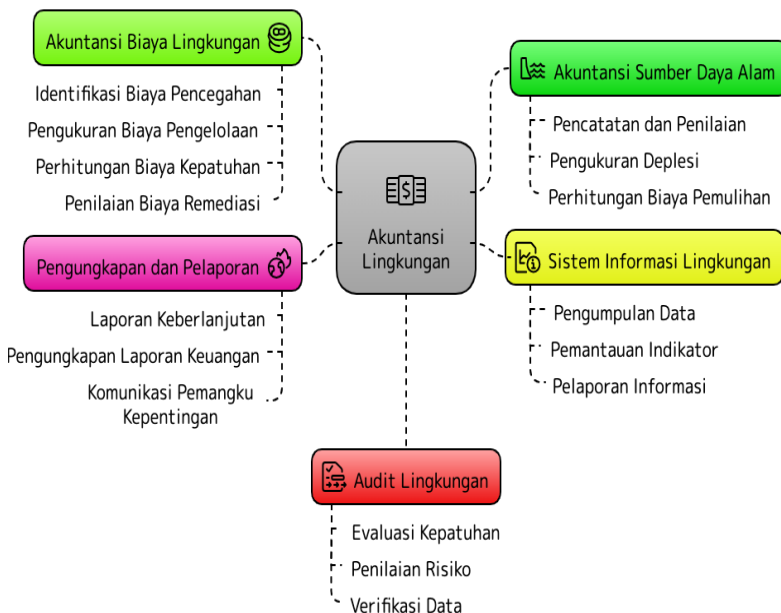 Akuntansi Biaya Lingkungan
Identifikasi Biaya Pencegahan
Pengukuran Biaya Pengelolaan
Perhitungan Biaya Kepatuhan
Penilaian Biaya Remediasi
Akuntansi Sumber Daya Alam
Pencatatan dan Penilaian
Pengukuran Deplesi
Perhitungan Biaya Pemulihan
Akuntansi
Lingkungan
Pengungkapan dan Pelaporan
Laporan Keberlanjutan
Pengungkapan Laporan Keuangan
Komunikasi Pemangku
Kepentingan
Sistem Informasi Lingkungan
Pengumpulan Data
Pemantauan Indikator
Pelaporan Informasi
Audit Lingkungan
Evaluasi Kepatuhan
Penilaian Risiko
Verifikasi Data